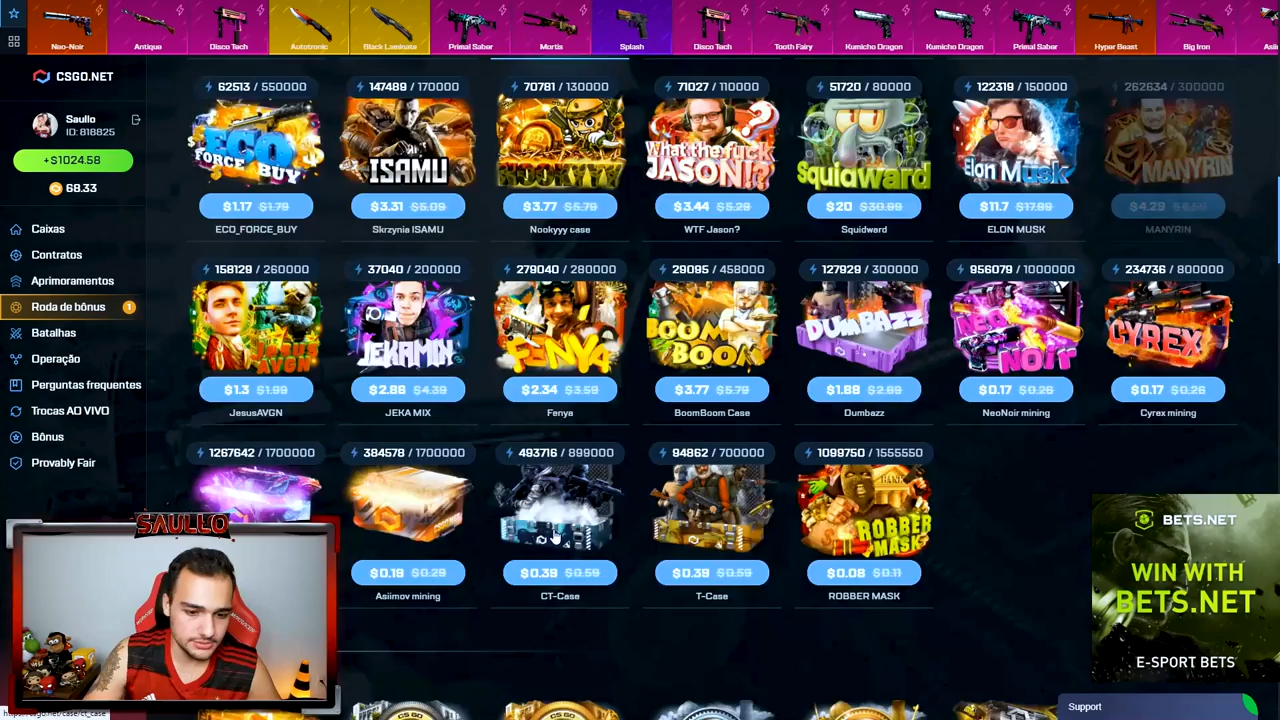 Neo-Noir
Antique
Disco Tech
Autotronic
Black Laminate
Primal Saber
Mortis
Splash
Disco Tech
Tooth Fairy
Kumicho Dragon
Kumicho Dragon
Primal Saber
Hyper Beast
Big Iron
CSGO.NET
Saullo
ID: 818825
+$1024.58
68.33
Caixas
Contratos
Aprimoramentos
Roda de bônus 1
Batalhas
Operação
Perguntas frequentes
Trocas AO VIVO
Bônus
Provably Fair
62513 / 550000
147489 / 170000
70781 / 130000
71027 / 110000
51720 / 80000
122319 / 150000
262634 / 300000
ECO FORCE BUY
ISAMU
NOOKYYY
What the fuck JASON!?
Squidward
Elon Musk
MANYRIN
$1.17 $1.79
$3.31 $5.09
$3.77 $5.79
$3.44 $5.29
$20 $30.99
$11.7 $17.99
$4.29
ECO_FORCE_BUY
Skrzynia ISAMU
Nookyyy case
WTF Jason?
Squidward
ELON MUSK
MANYRIN
158129 / 260000
37040 / 200000
279040 / 280000
29095 / 458000
127929 / 300000
956079 / 1000000
234736 / 800000
JESUS AVGN
JEKAMIX
FENYA
BOOM BOOM
DUMBAZZ
NEO NOIR
CYREX
$1.3 $1.99
$2.88 $4.39
$2.34 $3.59
$3.77 $5.79
$1.88 $2.89
$0.17 $0.26
$0.17 $0.26
JesusAVGN
JEKA MIX
Fenya
BoomBoom Case
Dumbazz
NeoNoir mining
Cyrex mining
1267642 / 1700000
384578 / 1700000
493716 / 899000
94862 / 700000
1099750 / 1555550
BANK
ROBBER MASK
$0.19 $0.29
$0.39 $0.59
$0.39 $0.59
$0.08 $0.11
Asiimov mining
CT-Case
T-Case
ROBBER MASK
SAULLO
BETS.NET
WIN WITH
BETS.NET
E-SPORT BETS
Support